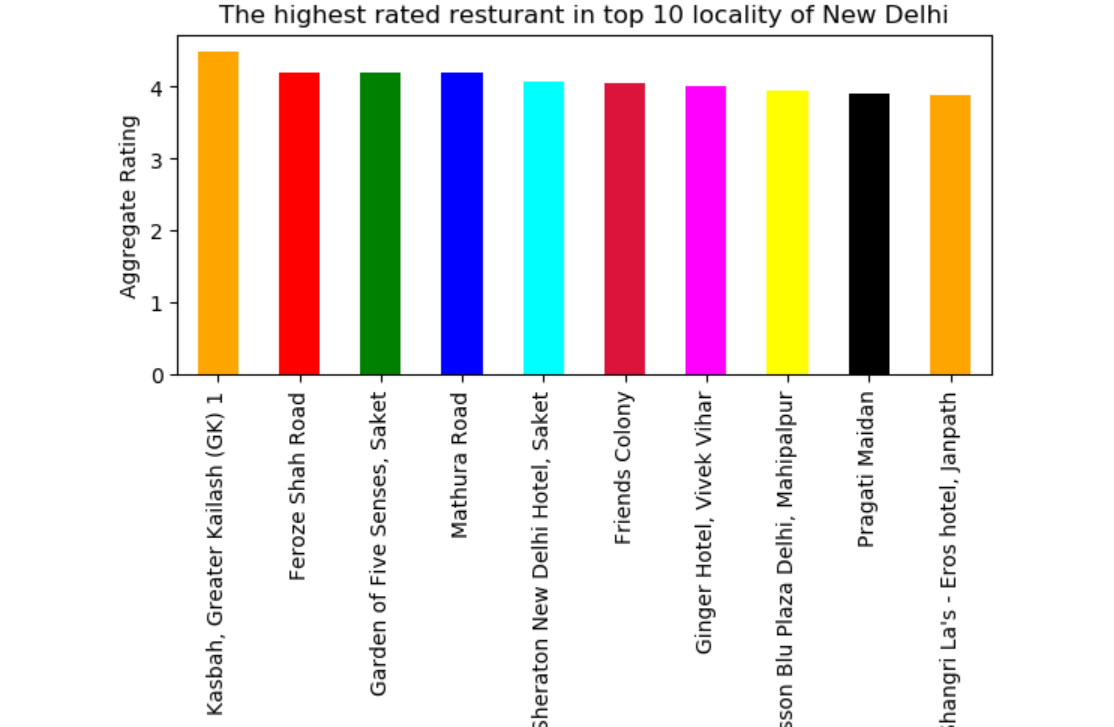 The highest rated resturant in top 10 locality of New Delhi
Aggregate Rating
4
3
2
1
0
Kasbah, Greater Kailash (GK) 1
Feroze Shah Road
Garden of Five Senses, Saket
Mathura Road
Sheraton New Delhi Hotel, Saket
Friends Colony
Ginger Hotel, Vivek Vihar
Blu Plaza Delhi, Mahipalpur
Pragati Maidan
La's - Eros hotel, Janpath